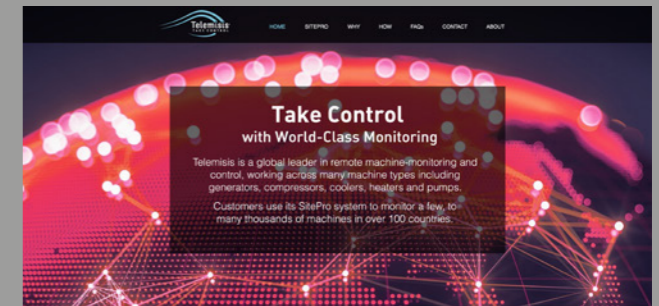 Telemisis
TAKE CONTROL
HOME SITEPRO WHY HOW FAQs CONTACT ABOUT
Take Control
with World-Class Monitoring
Telemisis is a global leader in remote machine-monitoring and
control, working across many machine types including
generators, compressors, coolers, heaters and pumps.
Customers use its SitePro system to monitor a few, to
many thousands of machines in over 100 countries.